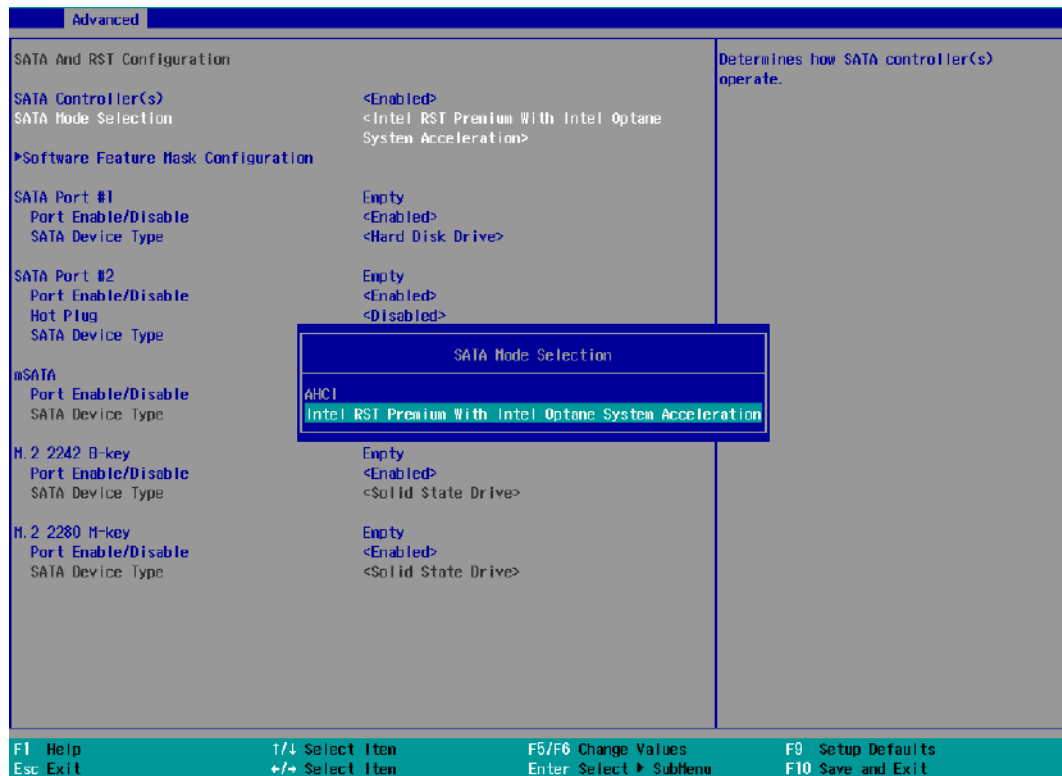 Advanced
SATA And RST Configuration
Determines how SATA controller(s)
operate.
SATA Controller(s) <Enabled>
SATA Mode Selection <Intel RST Premium With Intel Optane
System Acceleration>
▶Software Feature Mask Configuration
SATA Port #1 Empty
Port Enable/Disable <Enabled>
SATA Device Type <Hard Disk Drive>
SATA Port #2 Empty
Port Enable/Disable <Enabled>
Hot Plug <Disabled>
SATA Device Type
mSATA
Port Enable/Disable
SATA Device Type
SATA Mode Selection
AHCI
Intel RST Premium With Intel Optane System Acceleration
M.2 2242 B-key Empty
Port Enable/Disable <Enabled>
SATA Device Type <Solid State Drive>
M.2 2280 M-key Empty
Port Enable/Disable <Enabled>
SATA Device Type <Solid State Drive>
F1 Help ↑/↓ Select Item F5/F6 Change Values F9 Setup Defaults
Esc Exit ←/→ Select Item Enter Select ▶ SubMenu F10 Save and Exit